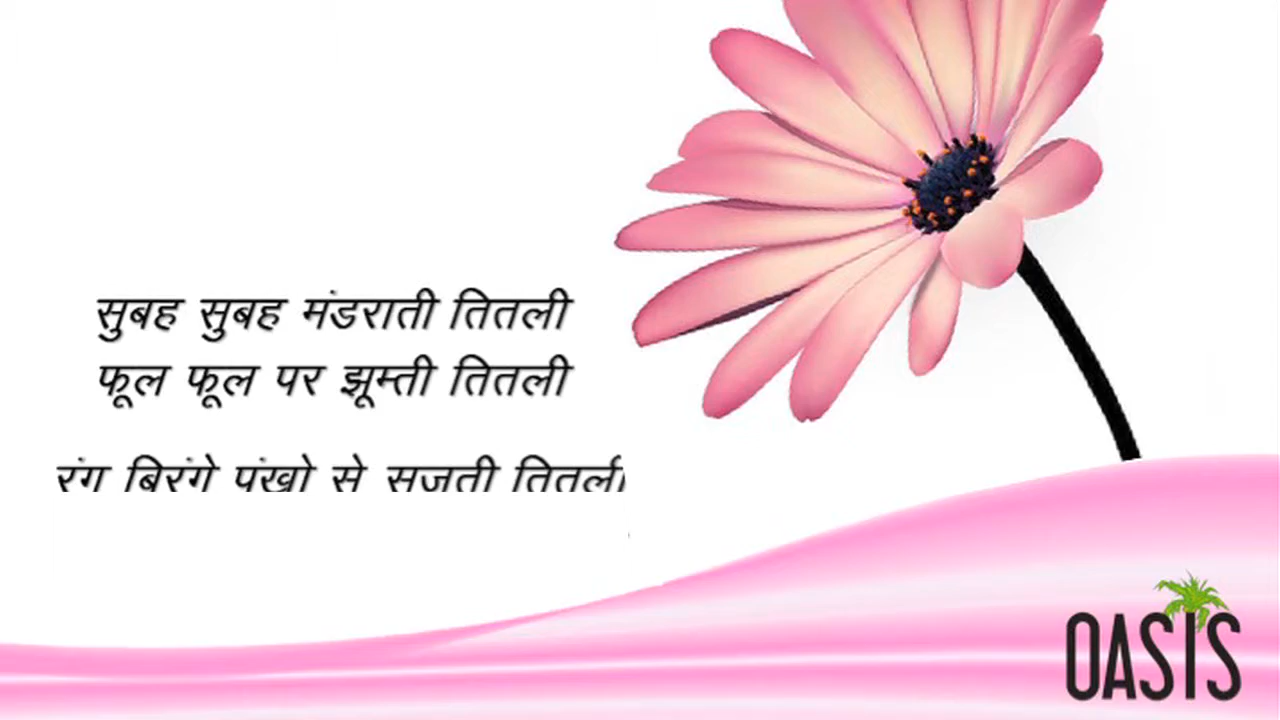 सुबह सुबह मंडराती तितली
फूल फूल पर झूम्ती तितली
रंग बिरंगे पंखो से सजती तितली
OASIS